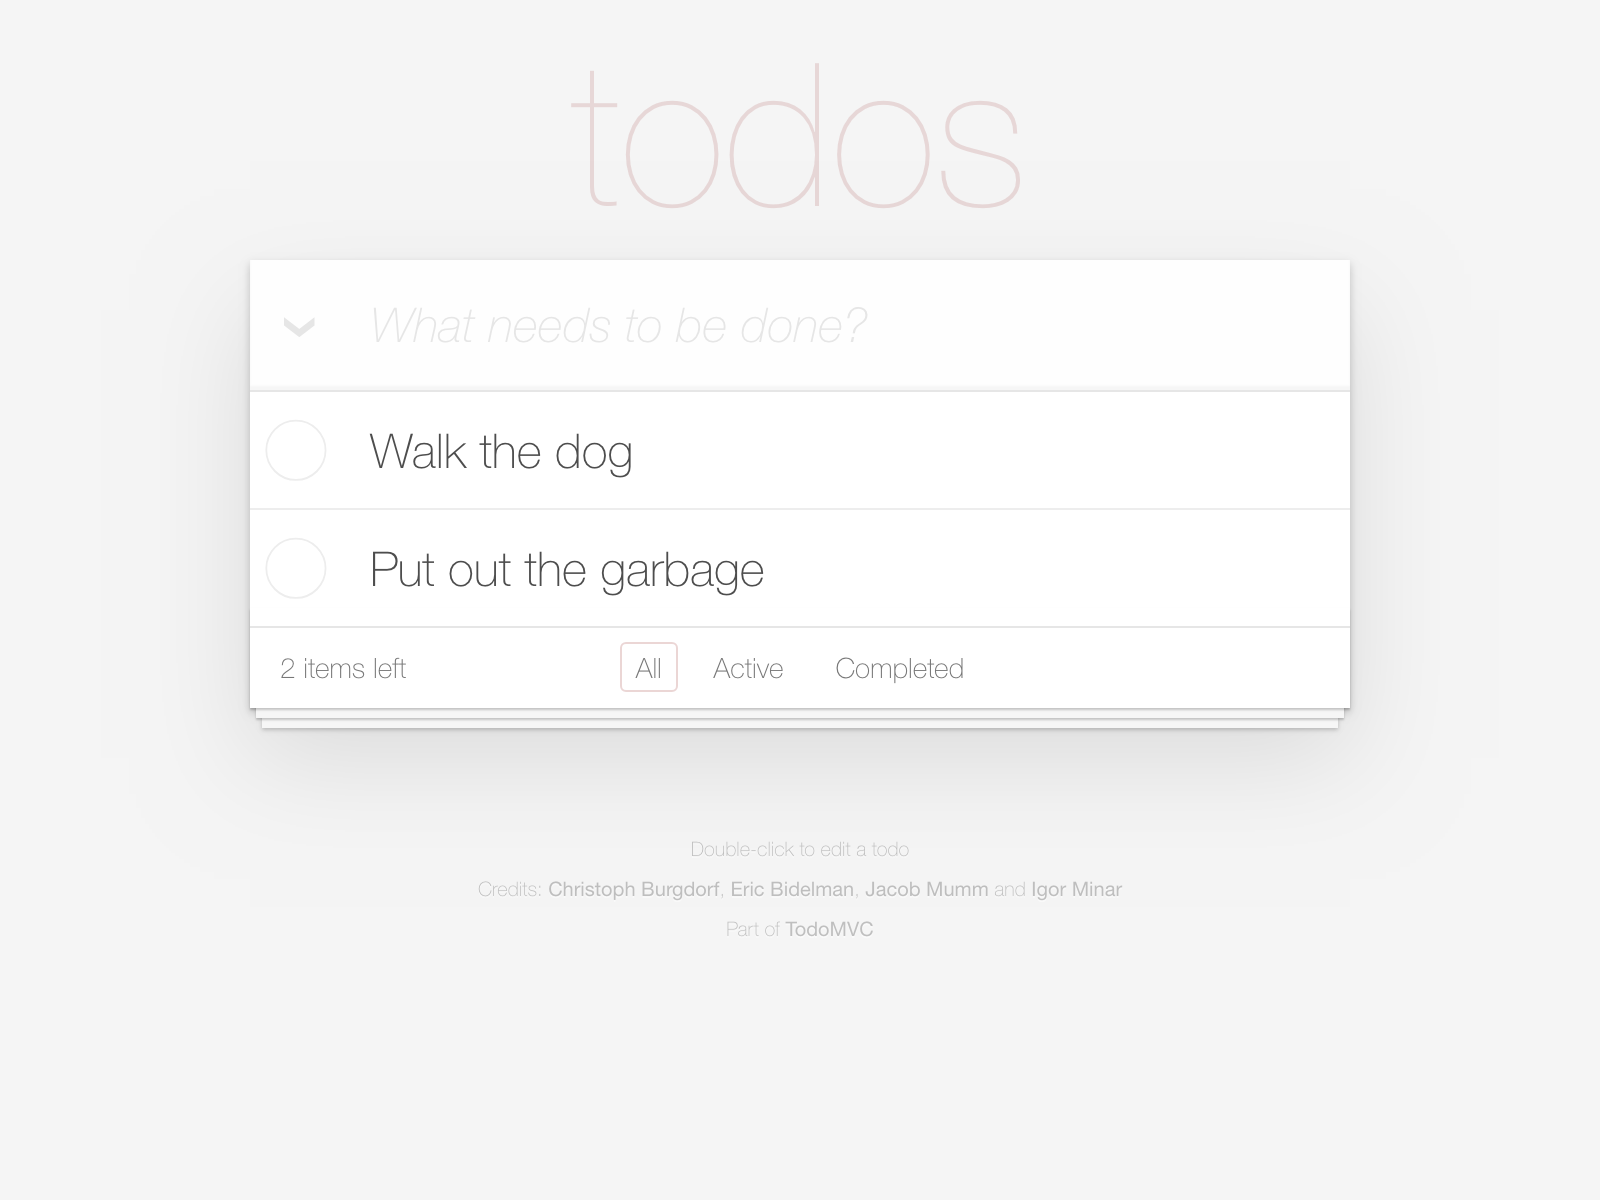 todos
What needs to be done?
Walk the dog
Put out the garbage
2 items left All Active Completed
Double-click to edit a todo
Credits: Christoph Burgdorf, Eric Bidelman, Jacob Mumm and Igor Minar
Part of TodoMVC